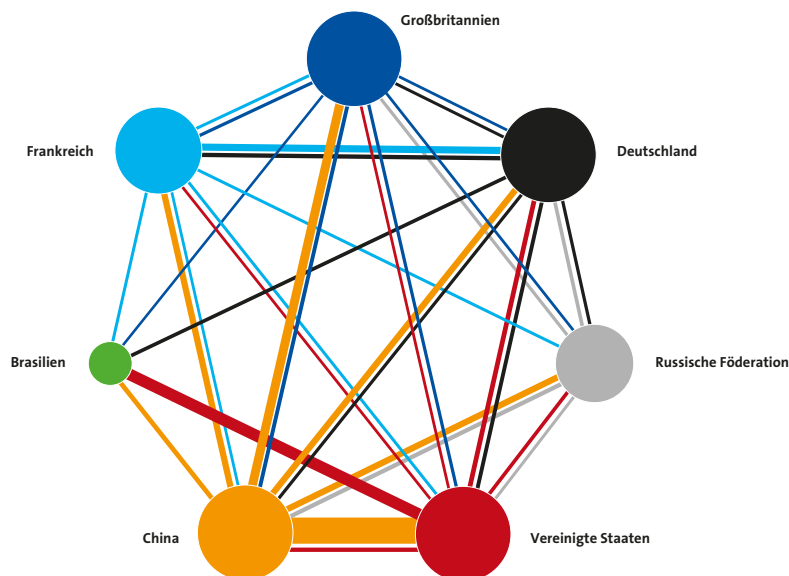 Großbritannien
Frankreich
Deutschland
Brasilien
Russische Föderation
China
Vereinigte Staaten